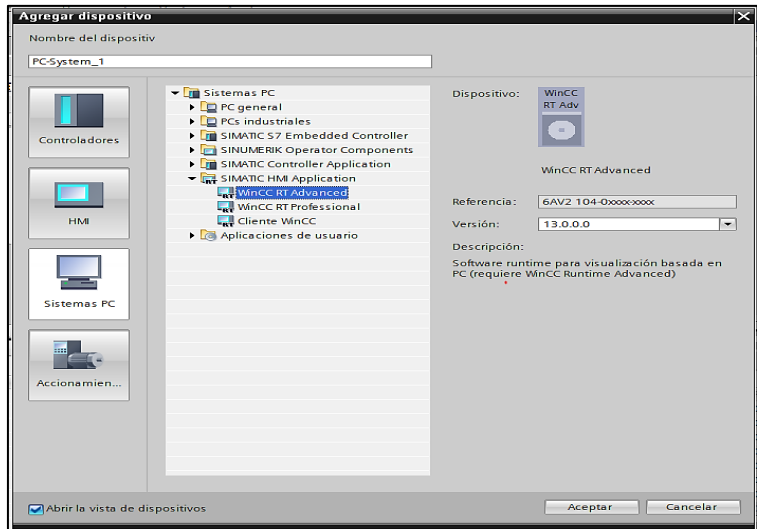 Agregar dispositivo
Nombre del dispositiv
PC-System_1
Controladores
HMI
Sistemas PC
Accionamien...
Sistemas PC
PC general
PCs industriales
SIMATIC S7 Embedded Controller
SINUMERIK Operator Components
SIMATIC Controller Application
SIMATIC HMI Application
WinCC RT Advanced
WinCC RT Professional
Cliente WinCC
Aplicaciones de usuario
Dispositivo:
WinCC
RT Adv
WinCC RT Advanced
Referencia: 6AV2 104-0xxxx-xxxx
Versión: 13.0.0.0
Descripción:
Software runtime para visualización basada en
PC (requiere WinCC Runtime Advanced)
Abrir la vista de dispositivos
Aceptar Cancelar